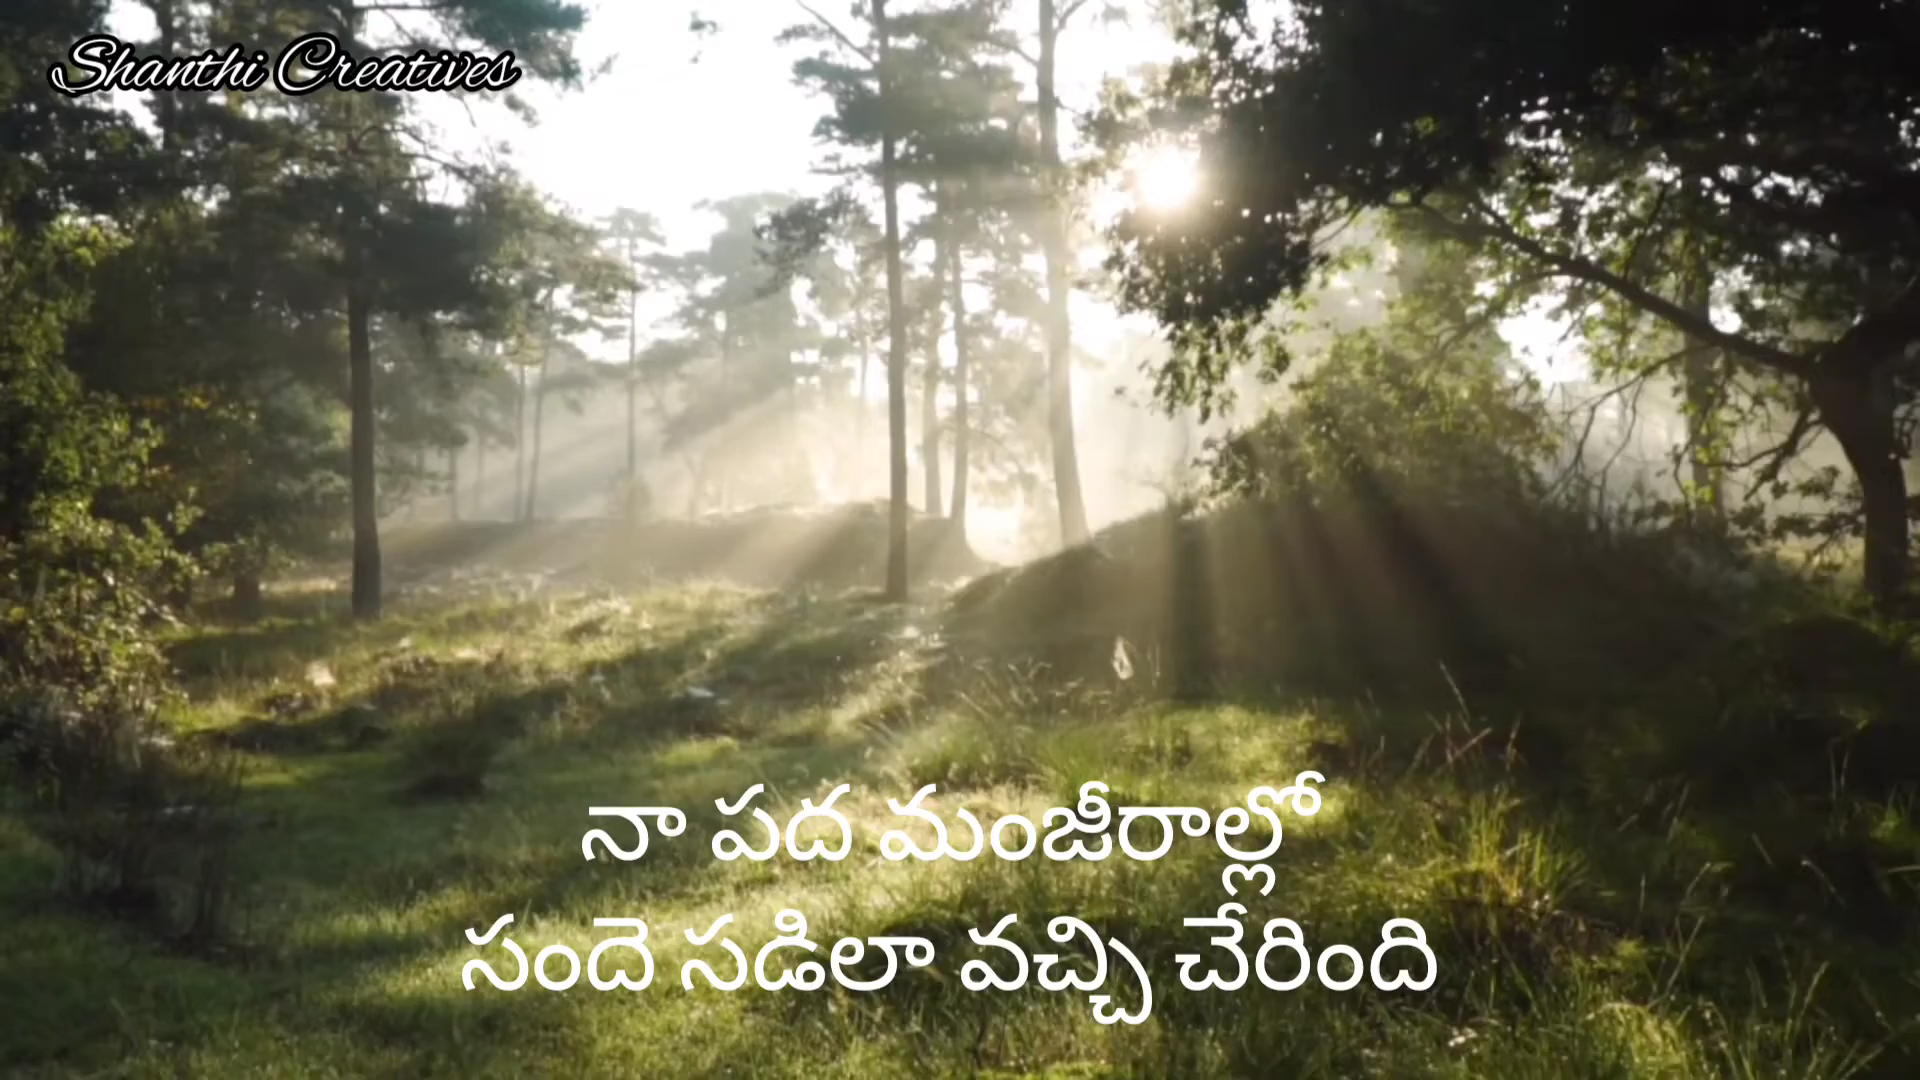 Shanthi Creatives
నా పద మంజీరాల్లో
సందె సడిలా వచ్చి చేరింది